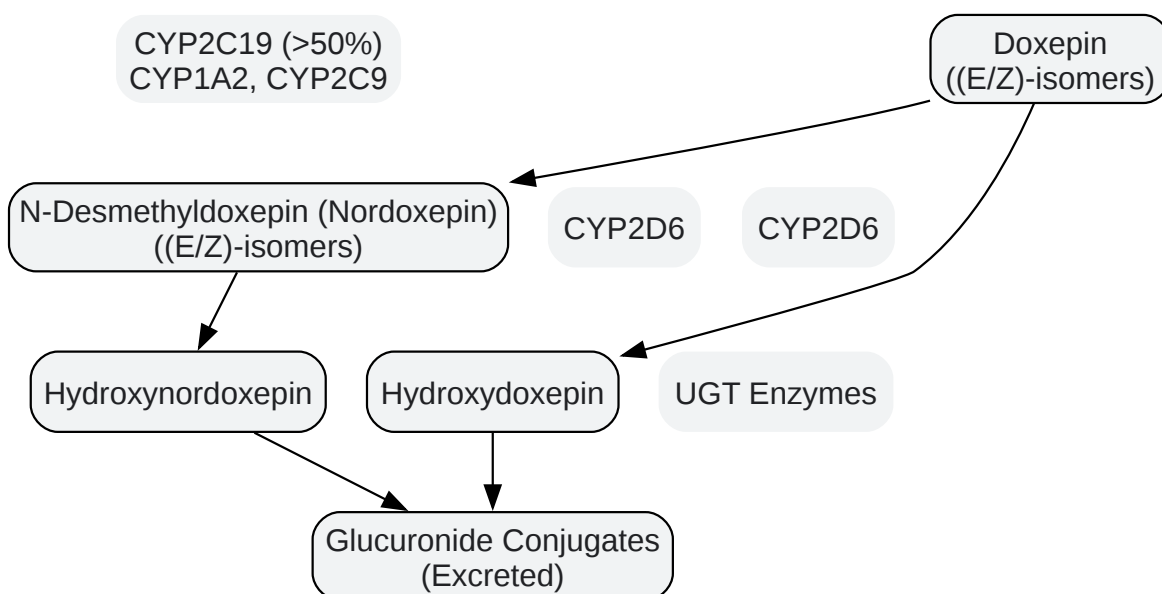 CYP2C19 (>50%)
CYP1A2, CYP2C9
Doxepin
((E/Z)-isomers)
N-Desmethyldoxepin (Nordoxepin)
((E/Z)-isomers)
CYP2D6
CYP2D6
Hydroxynordoxepin
Hydroxydoxepin
UGT Enzymes
Glucuronide Conjugates
(Excreted)